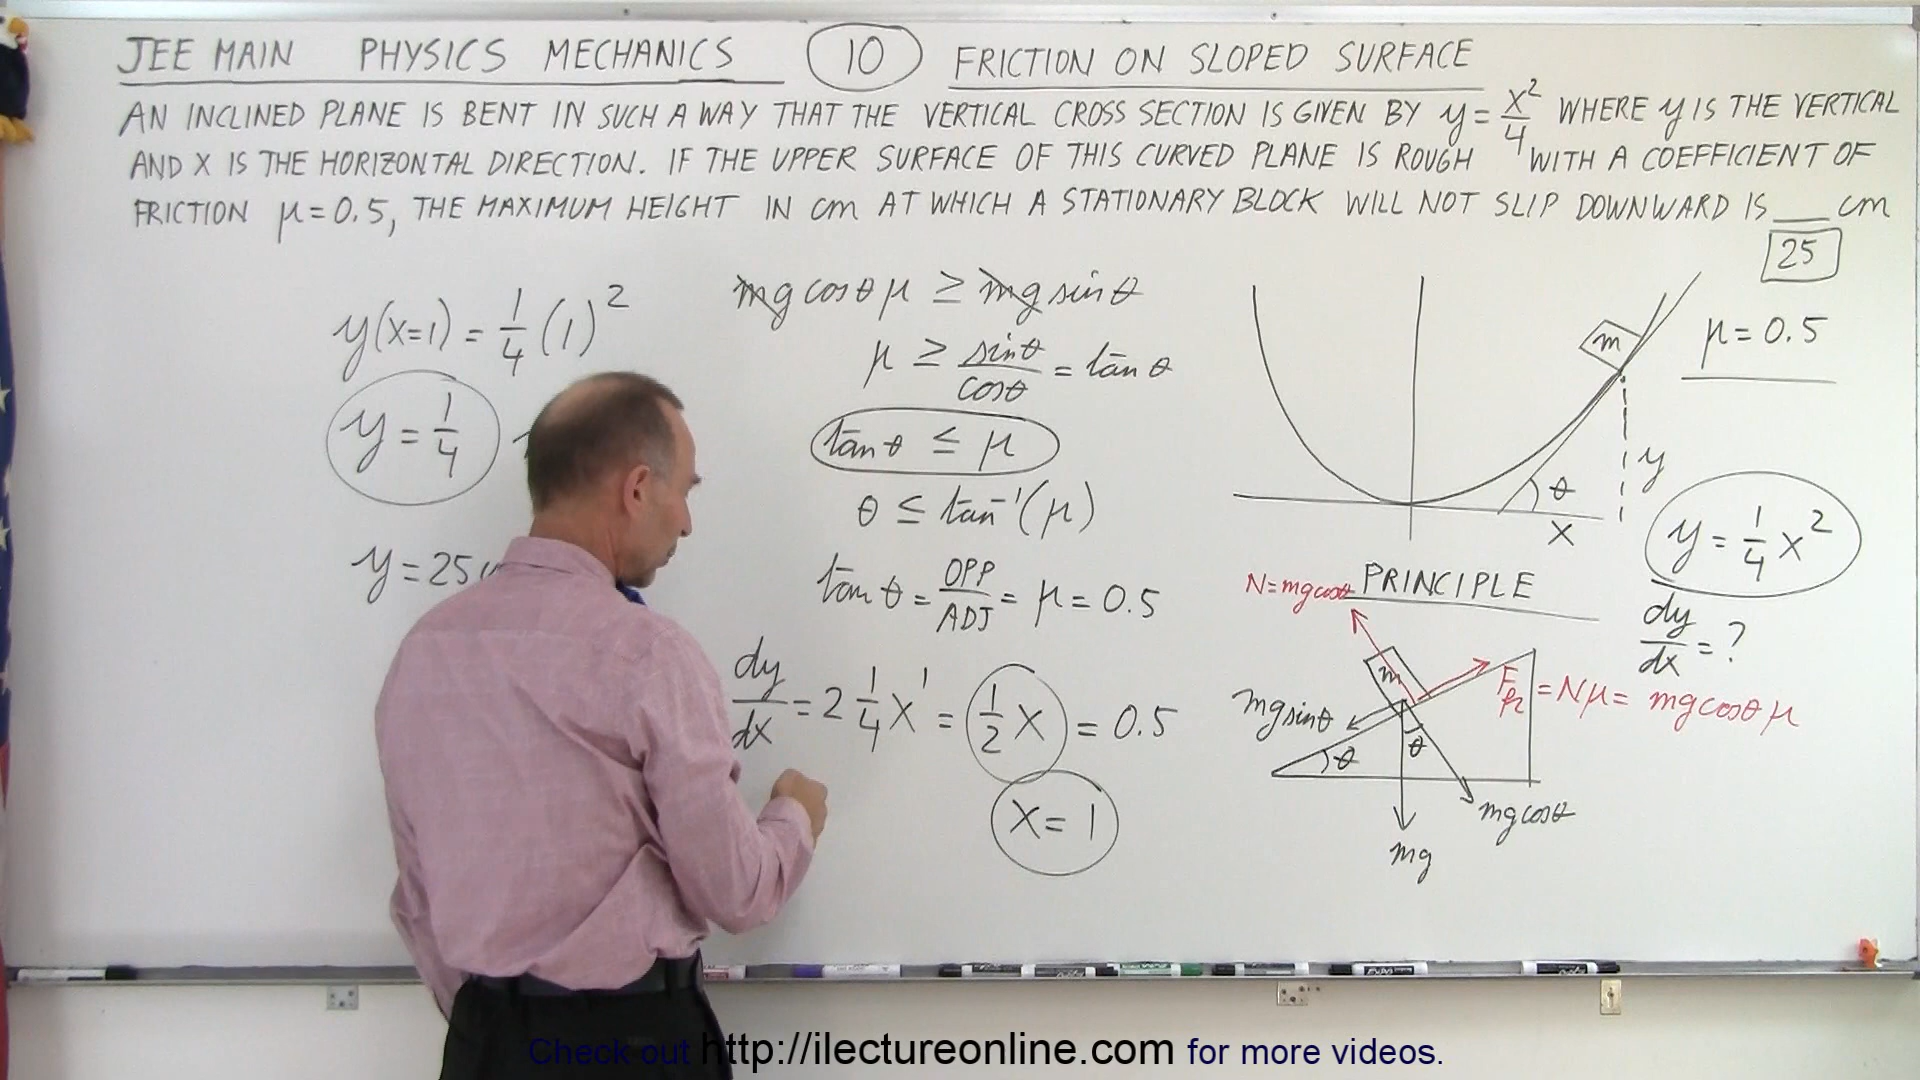 JEE MAIN PHYSICS MECHANICS 10 FRICTION ON SLOPED SURFACE
AN INCLINED PLANE IS BENT IN SUCH A WAY THAT THE VERTICAL CROSS SECTION IS GIVEN BY y = x²/4 WHERE y IS THE VERTICAL
AND X IS THE HORIZONTAL DIRECTION. IF THE UPPER SURFACE OF THIS CURVED PLANE IS ROUGH WITH A COEFFICIENT OF
FRICTION μ = 0.5, THE MAXIMUM HEIGHT IN cm AT WHICH A STATIONARY BLOCK WILL NOT SLIP DOWNWARD IS ___ cm
25
y(x=1) = 1/4 (1)²
y = 1/4
y = 25
mg cosθ μ ≥ mg sinθ
μ ≥ sinθ/cosθ = tanθ
tanθ ≤ μ
θ ≤ tan⁻¹(μ)
tanθ = OPP/ADJ = μ = 0.5
dy/dx = 2 1/4 x¹ = 1/2 x = 0.5
x = 1
m
μ = 0.5
y
θ
x
y = 1/4 x²
dy/dx = ?
PRINCIPLE
N = mg cosθ
m
F_fr = Nμ = mg cosθ μ
mg sinθ
θ
θ
mg cosθ
mg
EXPO
Check out http://ilectureonline.com for more videos.